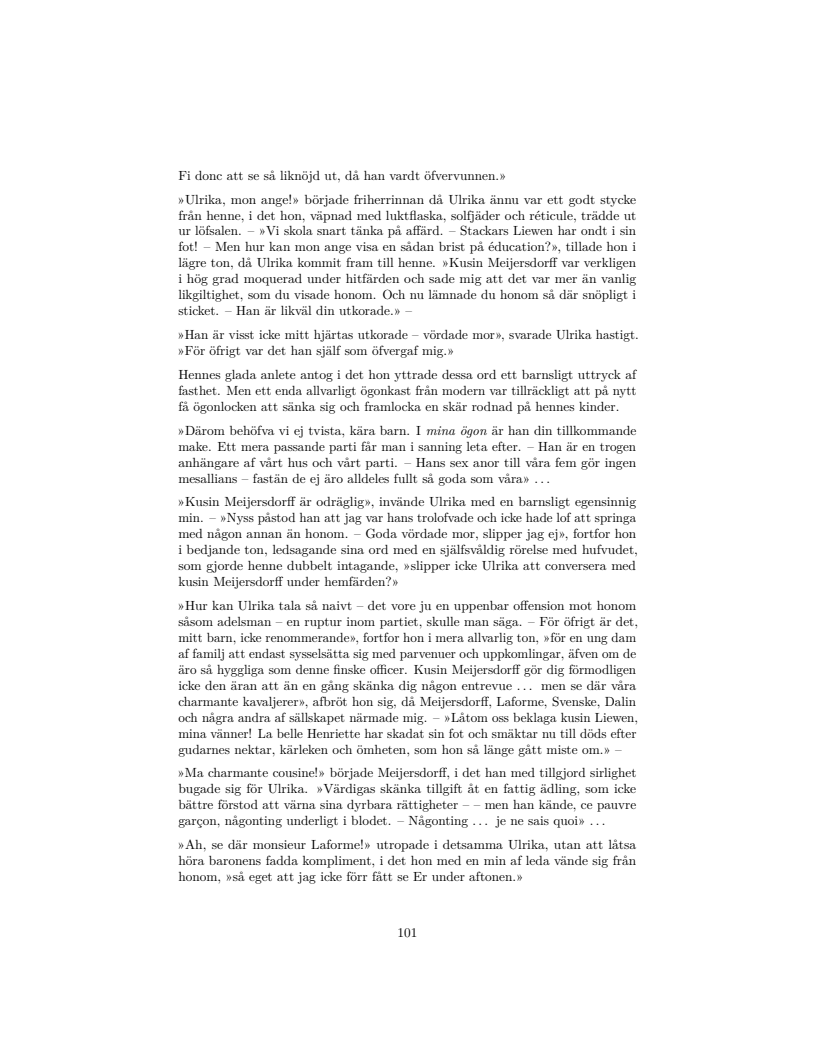 Fi donc att se så liknöjd ut, då han vardt öfvervunnen.»
»Ulrika, mon ange!» började friherrinnan då Ulrika ännu var ett godt stycke
från henne, i det hon, väpnad med luktflaska, solfjäder och réticule, trädde ut
ur löfsalen. – »Vi skola snart tänka på affärd. – Stackars Liewen har ondt i sin
fot! – Men hur kan mon ange visa en sådan brist på éducation?», tillade hon i
lägre ton, då Ulrika kommit fram till henne. »Kusin Meijersdorff var verkligen
i hög grad moquerad under hitfärden och sade mig att det var mer än vanlig
likgiltighet, som du visade honom. Och nu lämnade du honom så där snöpligt i
sticket. – Han är likväl din utkorade.» –
»Han är visst icke mitt hjärtas utkorade – vördade mor», svarade Ulrika hastigt.
»För öfrigt var det han själf som öfvergaf mig.»
Hennes glada anlete antog i det hon yttrade dessa ord ett barnsligt uttryck af
fasthet. Men ett enda allvarligt ögonkast från modern var tillräckligt att på nytt
få ögonlocken att sänka sig och framlocka en skär rodnad på hennes kinder.
»Därom behöfva vi ej tvista, kära barn. I mina ögon är han din tillkommande
make. Ett mera passande parti får man i sanning leta efter. – Han är en trogen
anhängare af vårt hus och vårt parti. – Hans sex anor till våra fem gör ingen
mesallians – fastän de ej äro alldeles fullt så goda som våra» . . .
»Kusin Meijersdorff är odräglig», invände Ulrika med en barnsligt egensinnig
min. – »Nyss påstod han att jag var hans trolofvade och icke hade lof att springa
med någon annan än honom. – Goda vördade mor, slipper jag ej», fortfor hon
i bedjande ton, ledsagande sina ord med en själfsvåldig rörelse med hufvudet,
som gjorde henne dubbelt intagande, »slipper icke Ulrika att conversera med
kusin Meijersdorff under hemfärden?»
»Hur kan Ulrika tala så naivt – det vore ju en uppenbar offension mot honom
såsom adelsman – en ruptur inom partiet, skulle man säga. – För öfrigt är det,
mitt barn, icke renommerande», fortfor hon i mera allvarlig ton, »för en ung dam
af familj att endast sysselsätta sig med parvenuer och uppkomlingar, äfven om de
äro så hyggliga som denne finske officer. Kusin Meijersdorff gör dig förmodligen
icke den äran att än en gång skänka dig någon entrevue . . . men se där våra
charmante kavaljerer», afbröt hon sig, då Meijersdorff, Laforme, Svenske, Dalin
och några andra af sällskapet närmade mig. – »Låtom oss beklaga kusin Liewen,
mina vänner! La belle Henriette har skadat sin fot och smäktar nu till döds efter
gudarnes nektar, kärleken och ömheten, som hon så länge gått miste om.» –
»Ma charmante cousine!» började Meijersdorff, i det han med tillgjord sirlighet
bugade sig för Ulrika. »Värdigas skänka tillgift åt en fattig ädling, som icke
bättre förstod att värna sina dyrbara rättigheter – – men han kände, ce pauvre
garçon, någonting underligt i blodet. – Någonting . . . je ne sais quoi» . . .
»Ah, se där monsieur Laforme!» utropade i detsamma Ulrika, utan att låtsa
höra baronens fadda kompliment, i det hon med en min af leda vände sig från
honom, »så eget att jag icke förr fått se Er under aftonen.»
101